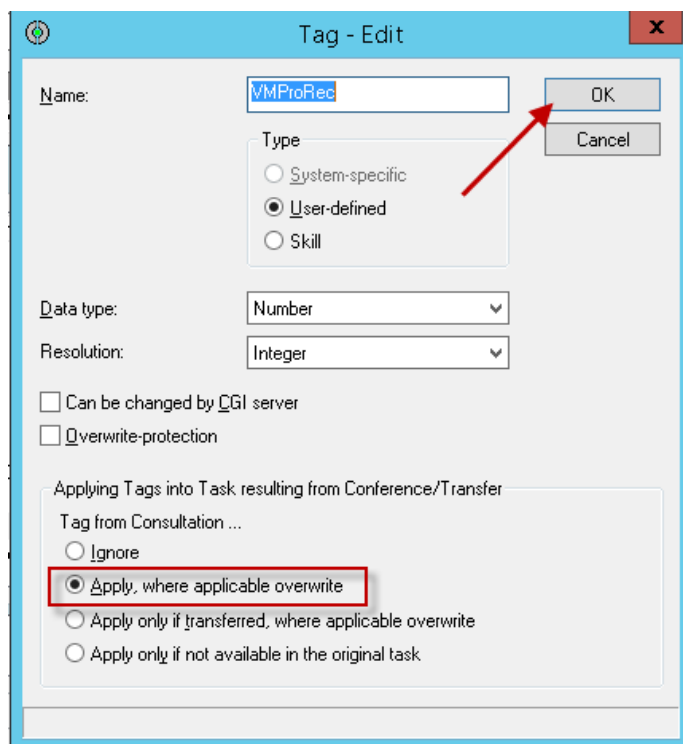 Tag - Edit
x
Name:
VMProRec
OK
Cancel
Type
System-specific
User-defined
Skill
Data type:
Number
Resolution:
Integer
Can be changed by CGI server
Overwrite-protection
Applying Tags into Task resulting from Conference/Transfer
Tag from Consultation ...
Ignore
Apply, where applicable overwrite
Apply only if transferred, where applicable overwrite
Apply only if not available in the original task